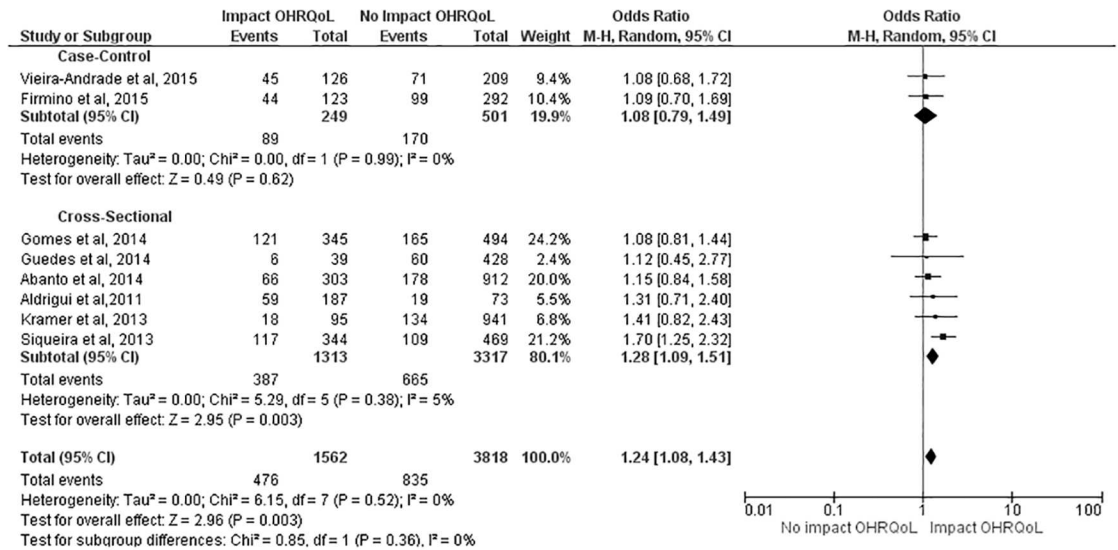 Impact OHRQoL No Impact OHRQoL Odds Ratio Odds Ratio
Study or Subgroup Events Total Events Total Weight M-H, Random, 95% CI M-H, Random, 95% CI
Case-Control
Vieira-Andrade et al, 2015 45 126 71 209 9.4% 1.08 [0.68, 1.72]
Firmino et al, 2015 44 123 99 292 10.4% 1.09 [0.70, 1.69]
Subtotal (95% CI) 249 501 19.9% 1.08 [0.79, 1.49]
Total events 89 170
Heterogeneity: Tau² = 0.00; Chi² = 0.00, df = 1 (P = 0.99); I² = 0%
Test for overall effect: Z = 0.49 (P = 0.62)
Cross-Sectional
Gomes et al, 2014 121 345 165 494 24.2% 1.08 [0.81, 1.44]
Guedes et al, 2014 6 39 60 428 2.4% 1.12 [0.45, 2.77]
Abanto et al, 2014 66 303 178 912 20.0% 1.15 [0.84, 1.58]
Aldrigui et al,2011 59 187 19 73 5.5% 1.31 [0.71, 2.40]
Kramer et al, 2013 18 95 134 941 6.8% 1.41 [0.82, 2.43]
Siqueira et al, 2013 117 344 109 469 21.2% 1.70 [1.25, 2.32]
Subtotal (95% CI) 1313 3317 80.1% 1.28 [1.09, 1.51]
Total events 387 665
Heterogeneity: Tau² = 0.00; Chi² = 5.29, df = 5 (P = 0.38); I² = 5%
Test for overall effect: Z = 2.95 (P = 0.003)
Total (95% CI) 1562 3818 100.0% 1.24 [1.08, 1.43]
Total events 476 835
Heterogeneity: Tau² = 0.00; Chi² = 6.15, df = 7 (P = 0.52); I² = 0%
Test for overall effect: Z = 2.96 (P = 0.003)
Test for subgroup differences: Chi² = 0.85, df = 1 (P = 0.36), I² = 0%
0.01 0.1 1 10 100
No impact OHRQoL Impact OHRQoL